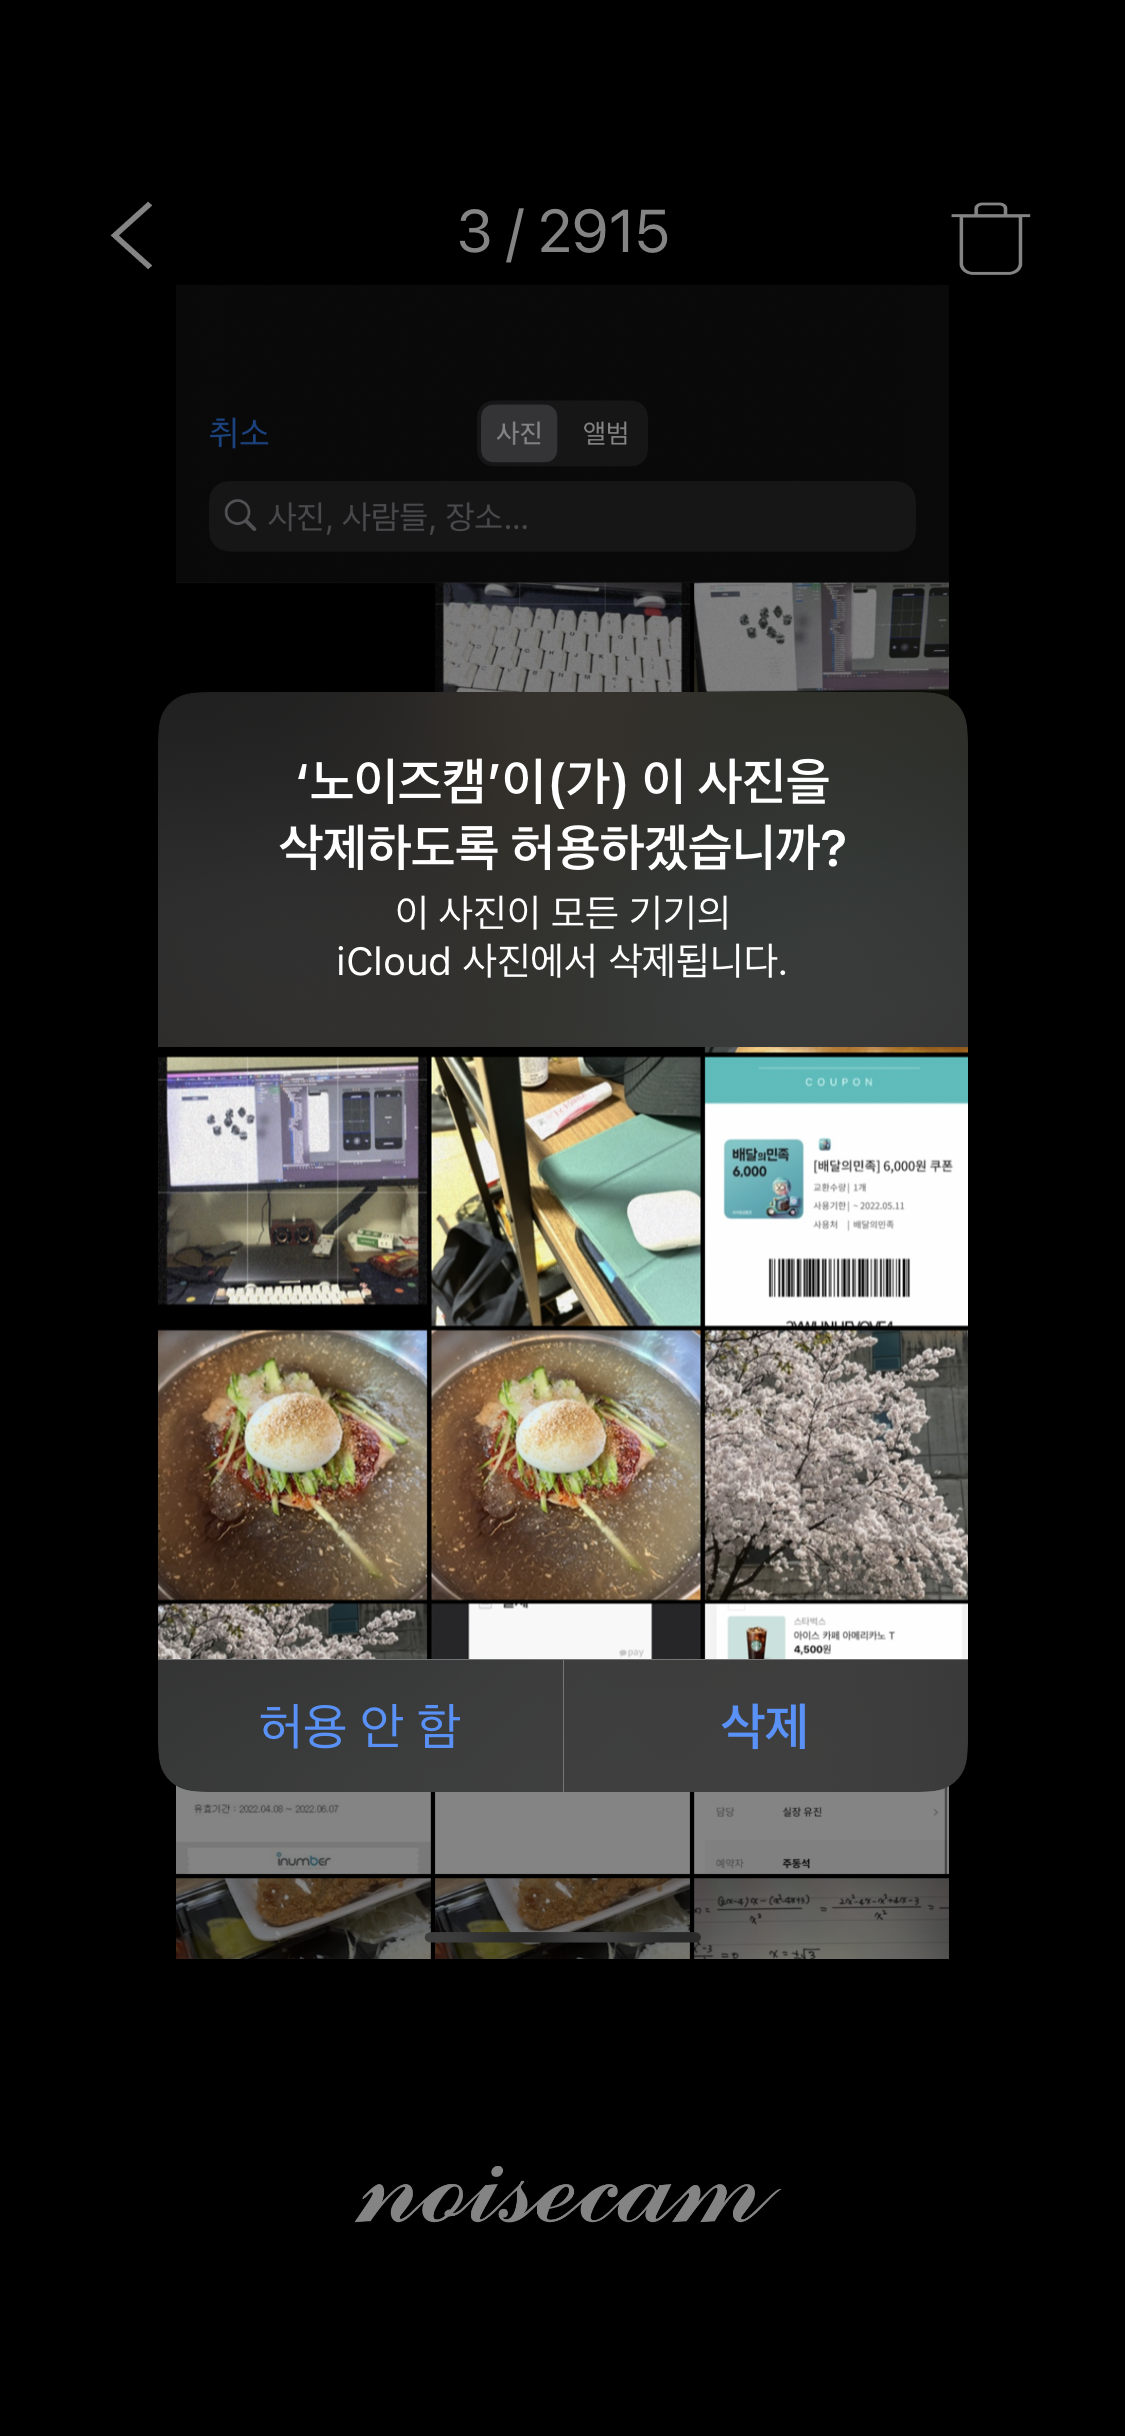 3 / 2915
취소
사진
앨범
사진, 사람들, 장소...
‘노이즈캠’이(가) 이 사진을
삭제하도록 허용하겠습니까?
이 사진이 모든 기기의
iCloud 사진에서 삭제됩니다.
COUPON
배달의민족
6,000
[배달의민족] 6,000원 쿠폰
교환수량 | 1개
사용기한 | ~ 2022.05.11
사용처 | 배달의민족
pay
스타벅스
아이스 카페 아메리카노 T
4,500원
허용 안 함
삭제
유효기간 : 2022.04.08 ~ 2022.06.07
담당 실장 유진
inumber
예약자 주동석
x = ±√3
noisecam